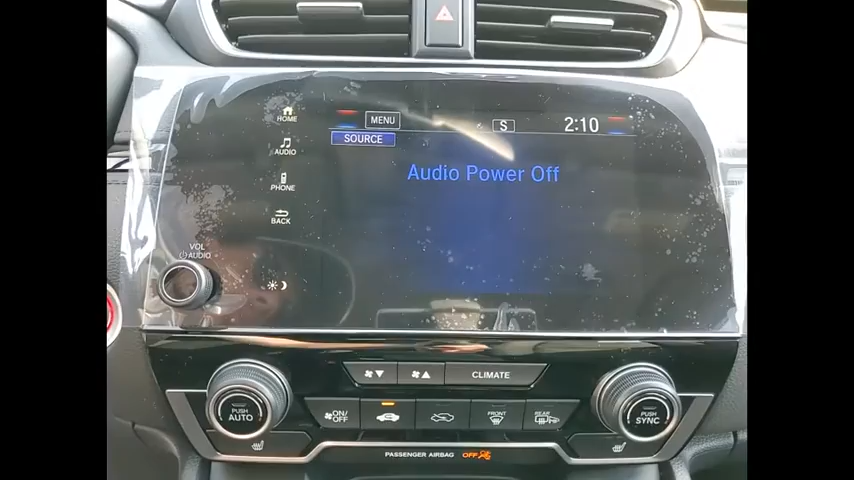 HOME
MENU
S
2:10
SOURCE
AUDIO
Audio Power Off
PHONE
BACK
VOL
AUDIO
CLIMATE
PUSH
AUTO
ON/
OFF
FRONT
REAR
PUSH
SYNC
PASSENGER AIRBAG OFF